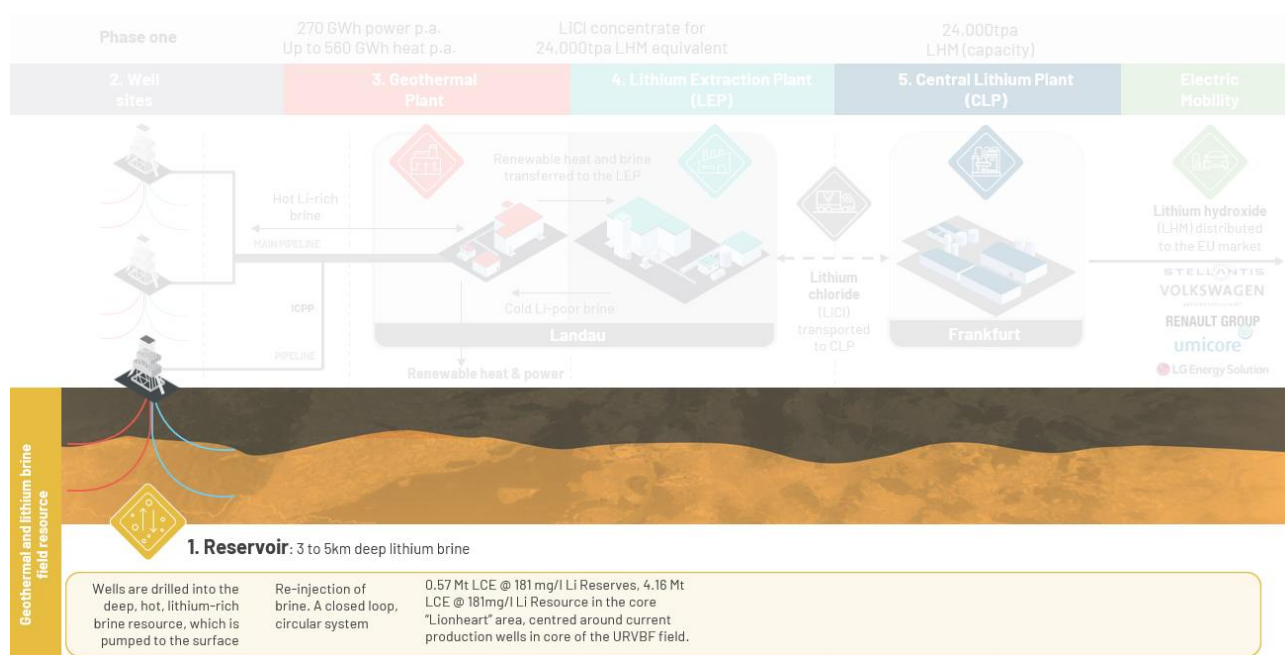 Phase one
270 GWh power p.a.
Up to 560 GWh heat p.a.
LiCl concentrate for
24,000tpa LHM equivalent
24,000tpa
LHM (capacity)
2. Well
sites
3. Geothermal
Plant
4. Lithium Extraction Plant
(LEP)
5. Central Lithium Plant
(CLP)
Electric
Mobility
Hot Li-rich
brine
MAIN PIPELINE
ICPP
PIPELINE
Renewable heat and brine
transferred to the LEP
Cold Li-poor brine
Landau
Renewable heat & power
Lithium
chloride
(LiCl)
transported
to CLP
Frankfurt
Lithium hydroxide
(LHM) distributed
to the EU market
STELLANTIS
VOLKSWAGEN
RENAULT GROUP
umicore
LG Energy Solution
Geothermal and lithium brine
field resource
1. Reservoir: 3 to 5km deep lithium brine
Wells are drilled into the
deep, hot, lithium-rich
brine resource, which is
pumped to the surface
Re-injection of
brine. A closed loop,
circular system
0.57 Mt LCE @ 181 mg/l Li Reserves, 4.16 Mt
LCE @ 181mg/l Li Resource in the core
"Lionheart" area, centred around current
production wells in core of the URVBF field.